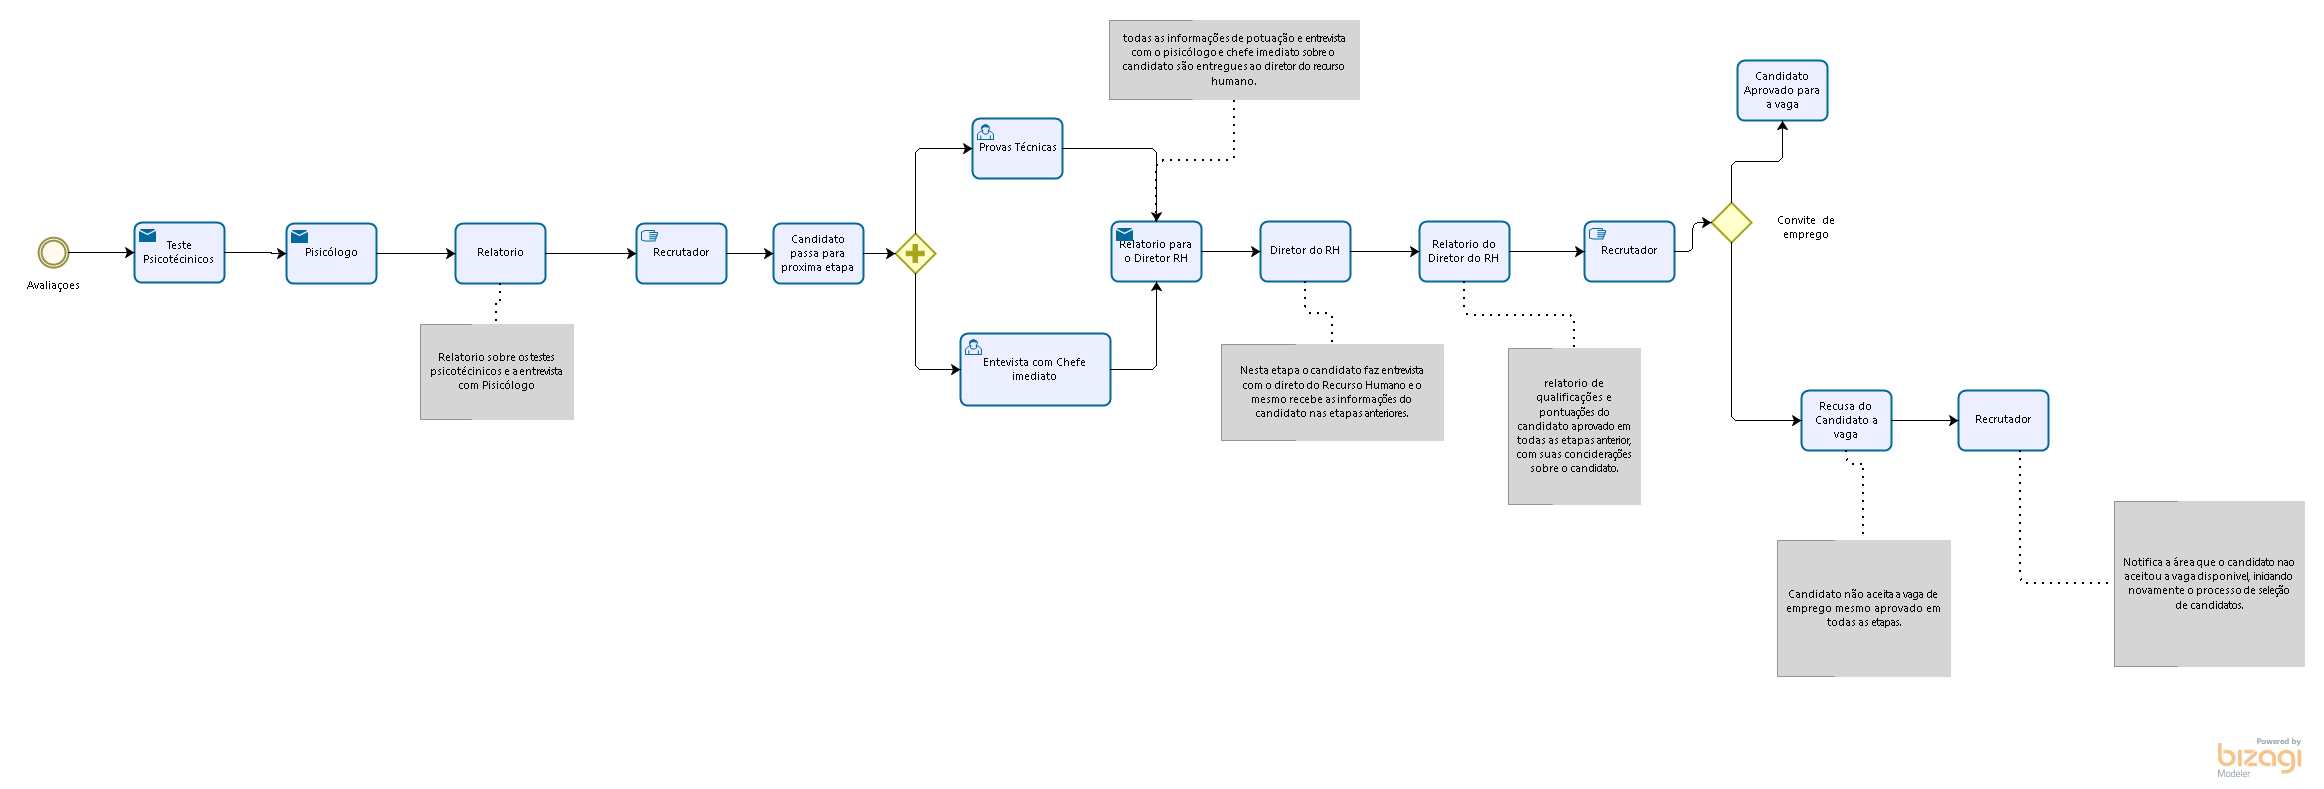 todas as informações de potuação e entrevista
com o pisicólogo e chefe imediato sobre o
candidato são entregues ao diretor do recurso
humano.
Candidato
Aprovado para
a vaga
Provas Técnicas
Convite de
emprego
Avaliaçoes
Teste
Psicotécinicos
Pisicólogo
Relatorio
Recrutador
Candidato
passa para
proxima etapa
Relatorio para
o Diretor RH
Diretor do RH
Relatorio do
Diretor do RH
Recrutador
Entevista com Chefe
imediato
Relatorio sobre os testes
psicotécinicos e a entrevista
com Pisicólogo
Nesta etapa o candidato faz entrevista
com o direto do Recurso Humano e o
mesmo recebe as informações do
candidato nas etapas anteriores.
relatorio de
qualificações e
pontuações do
candidato aprovado em
todas as etapas anterior,
com suas conciderações
sobre o candidato.
Recusa do
Candidato a
vaga
Recrutador
Candidato não aceita a vaga de
emprego mesmo aprovado em
todas as etapas.
Notifica a área que o candidato nao
aceitou a vaga disponivel, iniciando
novamente o processo de seleção
de candidatos.
Powered by
bizagi
Modeler